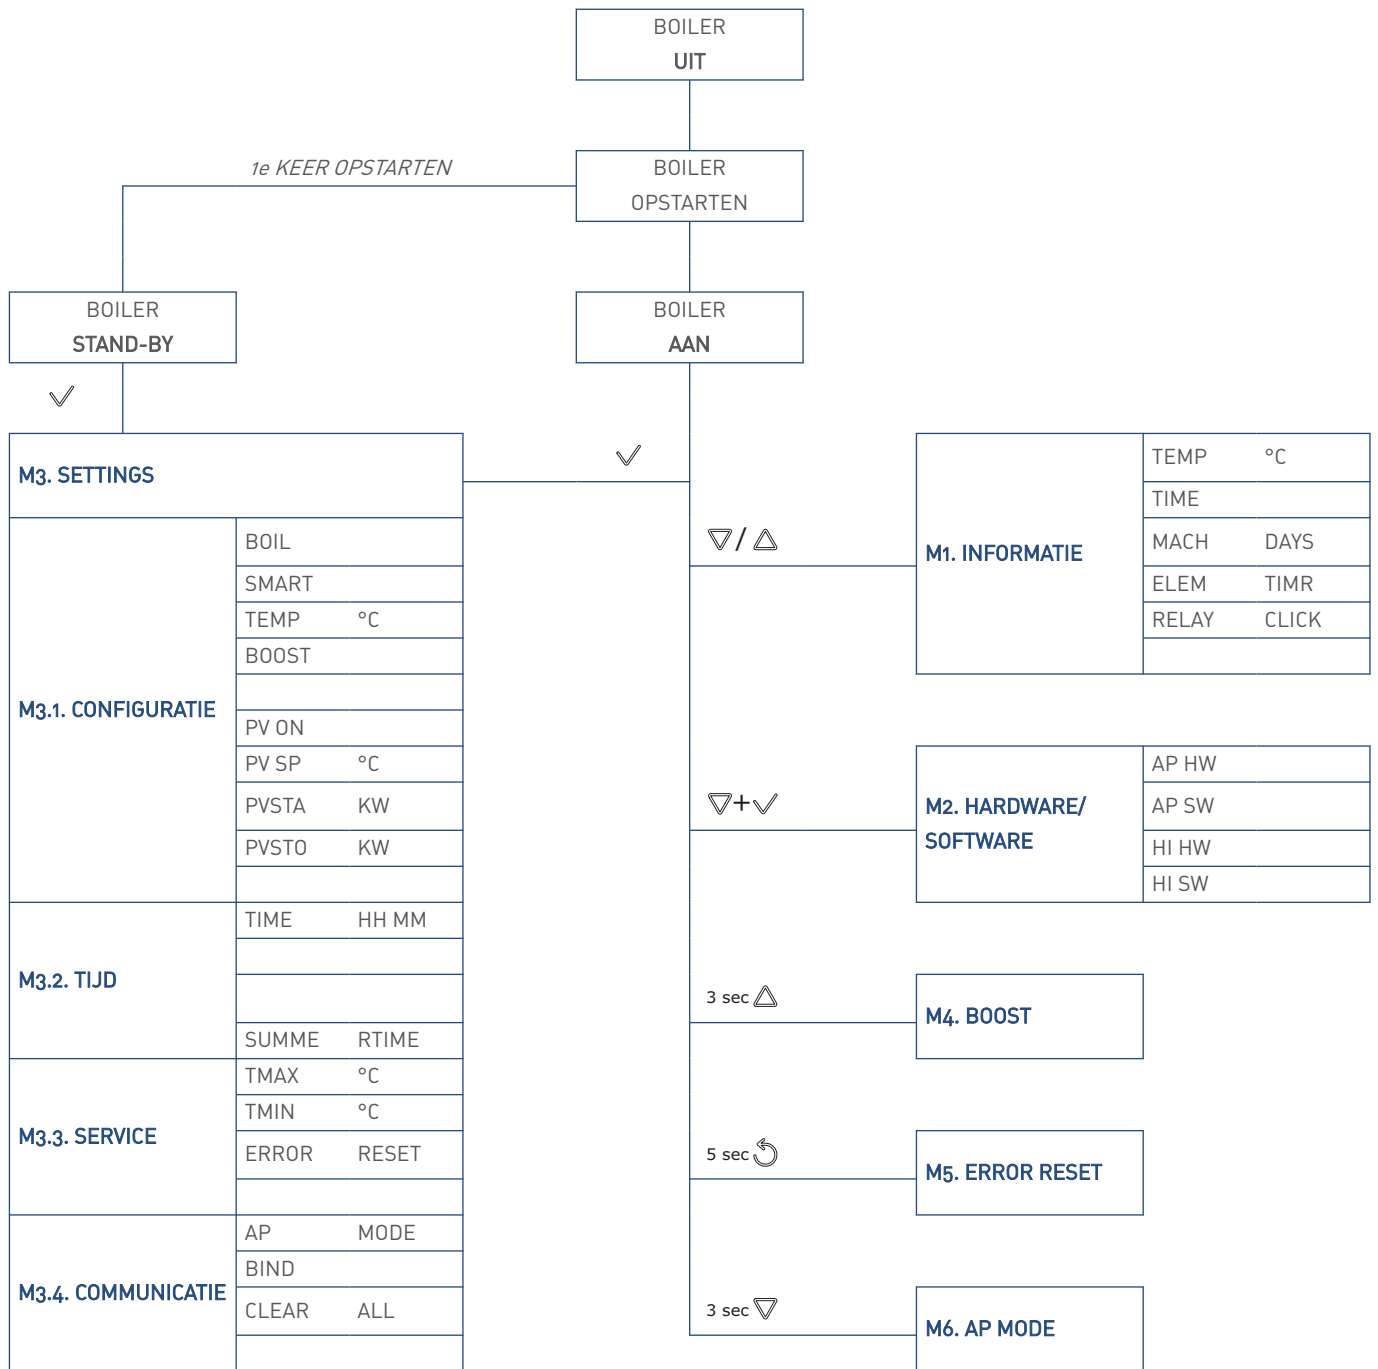 BOILER
UIT
1e KEER OPSTARTEN
BOILER
OPSTARTEN
BOILER
STAND-BY
BOILER
AAN
M3. SETTINGS
M3.1. CONFIGURATIE
BOIL
SMART
TEMP °C
BOOST
PV ON
PV SP °C
PVSTA KW
PVSTO KW
M3.2. TIJD
TIME HH MM
SUMME RTIME
M3.3. SERVICE
TMAX °C
TMIN °C
ERROR RESET
M3.4. COMMUNICATIE
AP MODE
BIND
CLEAR ALL
/
M1. INFORMATIE
TEMP °C
TIME
MACH DAYS
ELEM TIMR
RELAY CLICK
+
M2. HARDWARE/
SOFTWARE
AP HW
AP SW
HI HW
HI SW
3 sec
M4. BOOST
5 sec
M5. ERROR RESET
3 sec
M6. AP MODE